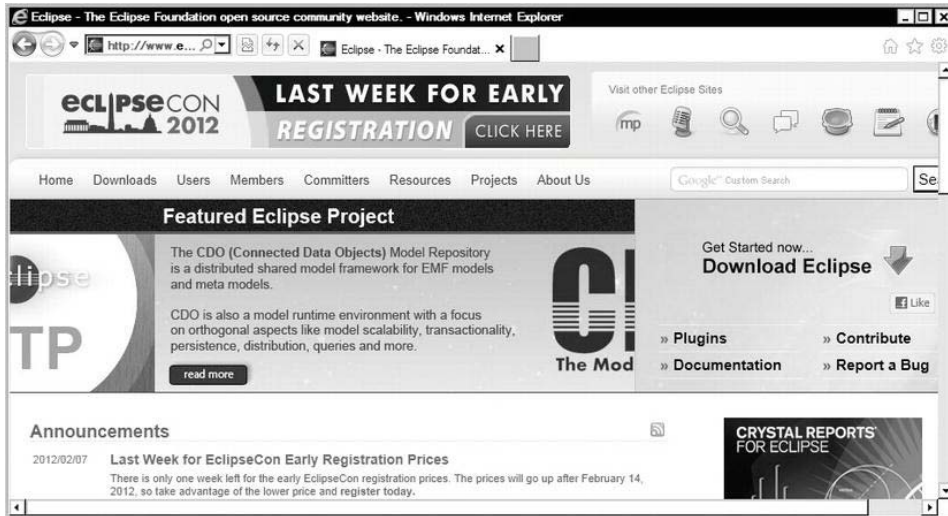 Eclipse - The Eclipse Foundation open source community website. - Windows Internet Explorer
http://www.e...
Eclipse - The Eclipse Foundat...
eclipsecon
2012
LAST WEEK FOR EARLY
REGISTRATION CLICK HERE
Visit other Eclipse Sites
mp
Home Downloads Users Members Committers Resources Projects About Us
Google™ Custom Search
Se
Featured Eclipse Project
The CDO (Connected Data Objects) Model Repository
is a distributed shared model framework for EMF models
and meta models.
CDO is also a model runtime environment with a focus
on orthogonal aspects like model scalability, transactionality,
persistence, distribution, queries and more.
read more
lipse
TP
The Mod
Get Started now...
Download Eclipse
Like
» Plugins » Contribute
» Documentation » Report a Bug
Announcements
2012/02/07 Last Week for EclipseCon Early Registration Prices
There is only one week left for the early EclipseCon registration prices. The prices will go up after February 14,
2012, so take advantage of the lower price and register today.
CRYSTAL REPORTS
FOR ECLIPSE